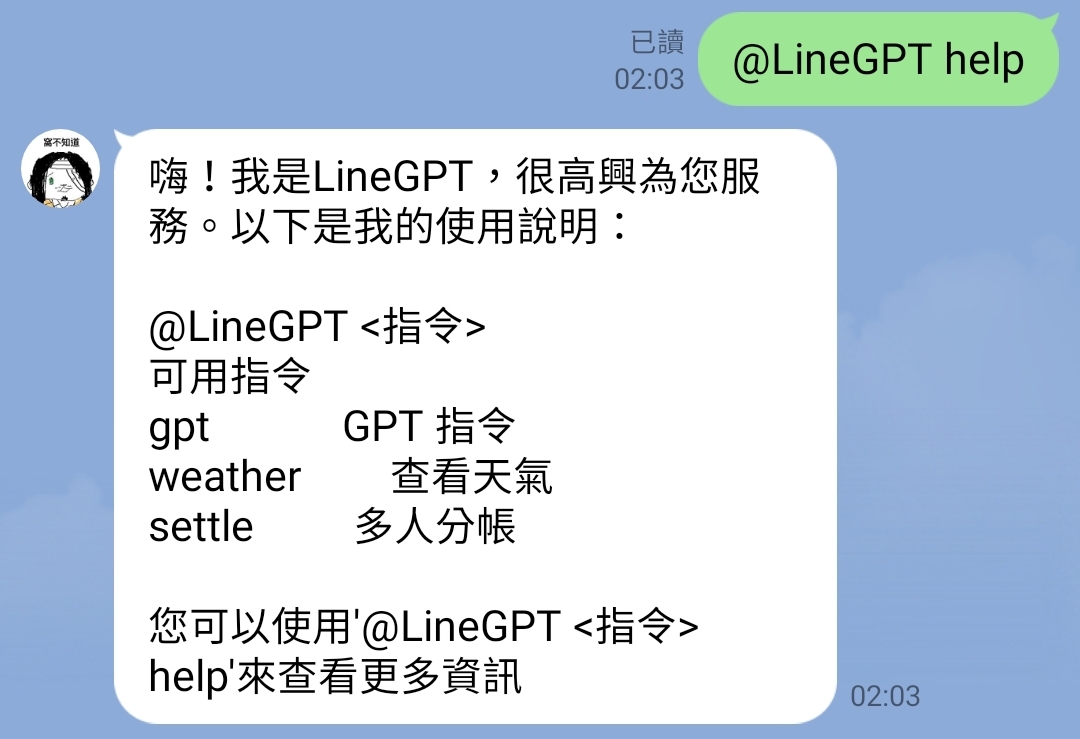 已讀
02:03
@LineGPT help
窩不知道
嗨！我是LineGPT，很高興為您服
務。以下是我的使用說明：
@LineGPT <指令>
可用指令
gpt GPT 指令
weather 查看天氣
settle 多人分帳
您可以使用'@LineGPT <指令>
help'來查看更多資訊
02:03